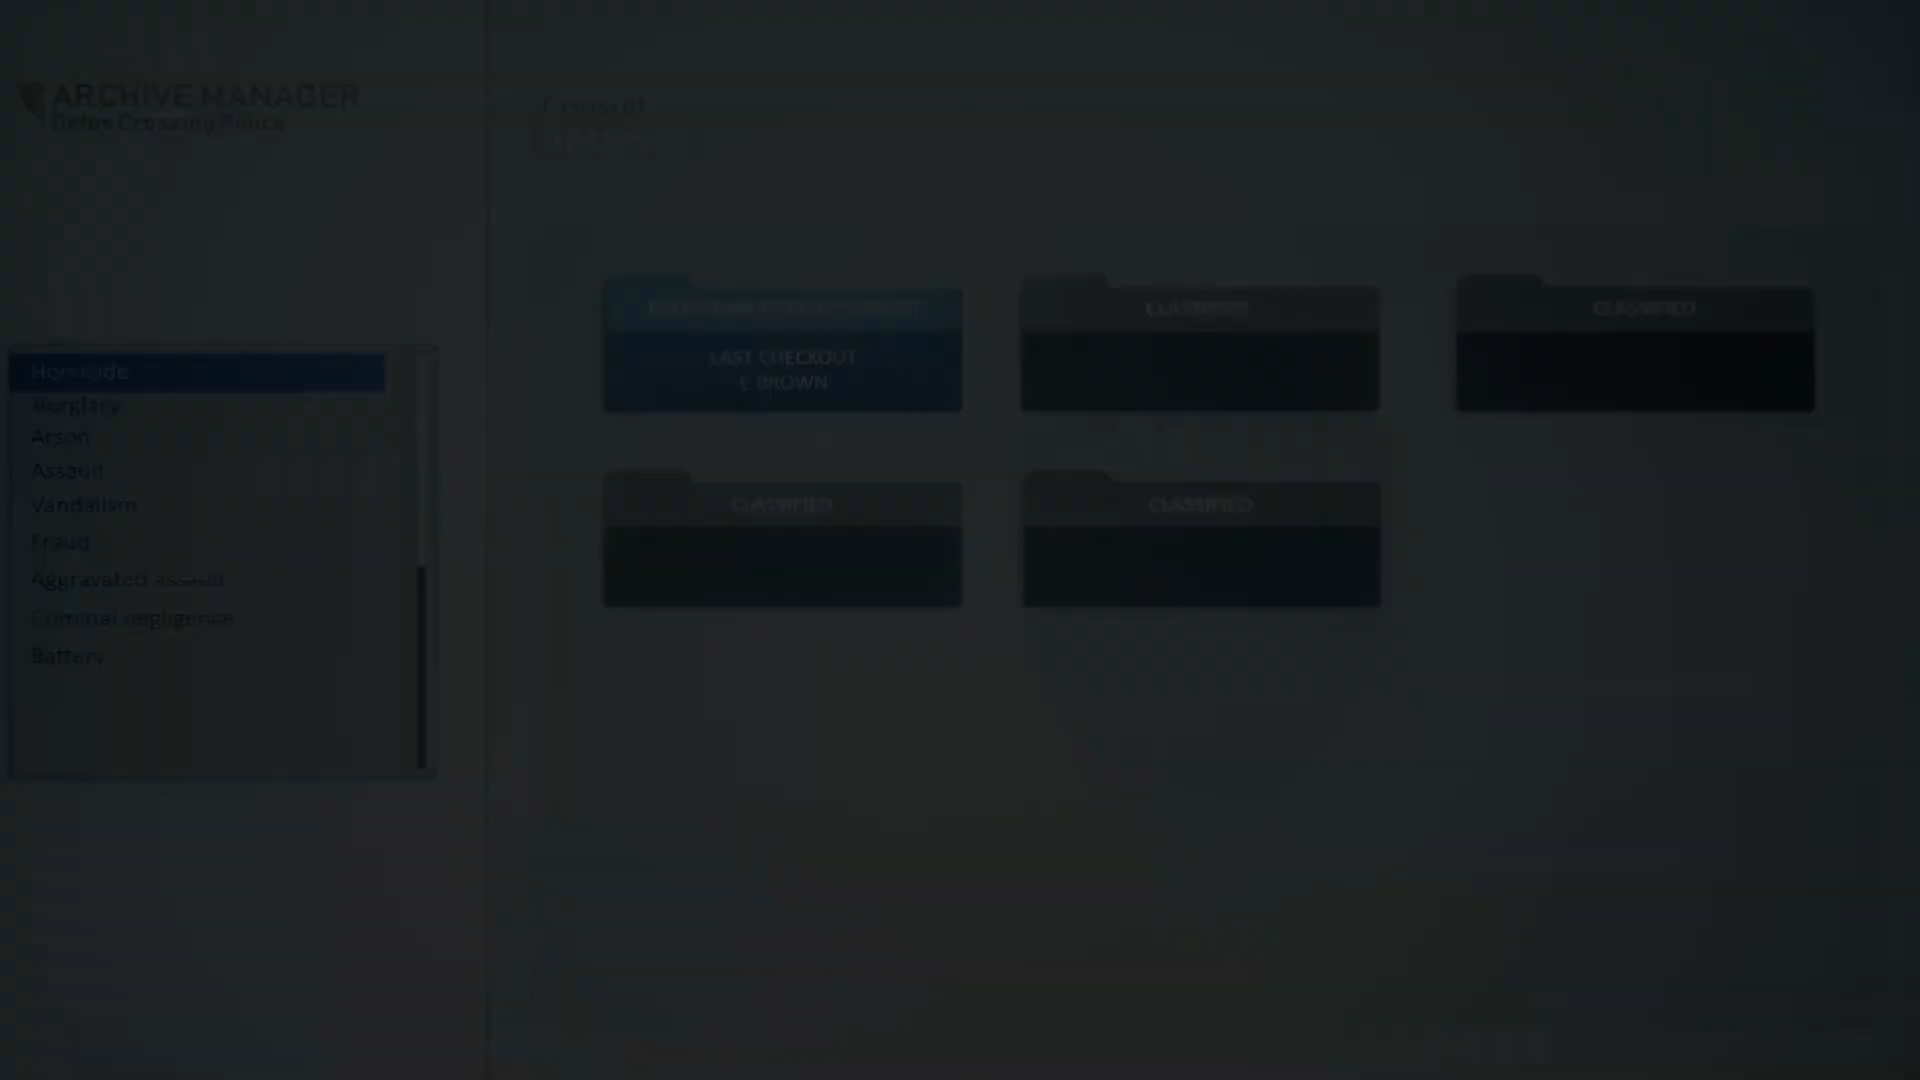 ARCHIVE MANAGER
Delos Crossing Police
Homicide
Burglary
Arson
Assault
Vandalism
Fraud
Aggravated assault
Criminal negligence
Battery
LAST CHECKOUT
E BROWN
CLASSIFIED
CLASSIFIED
CLASSIFIED
CLASSIFIED